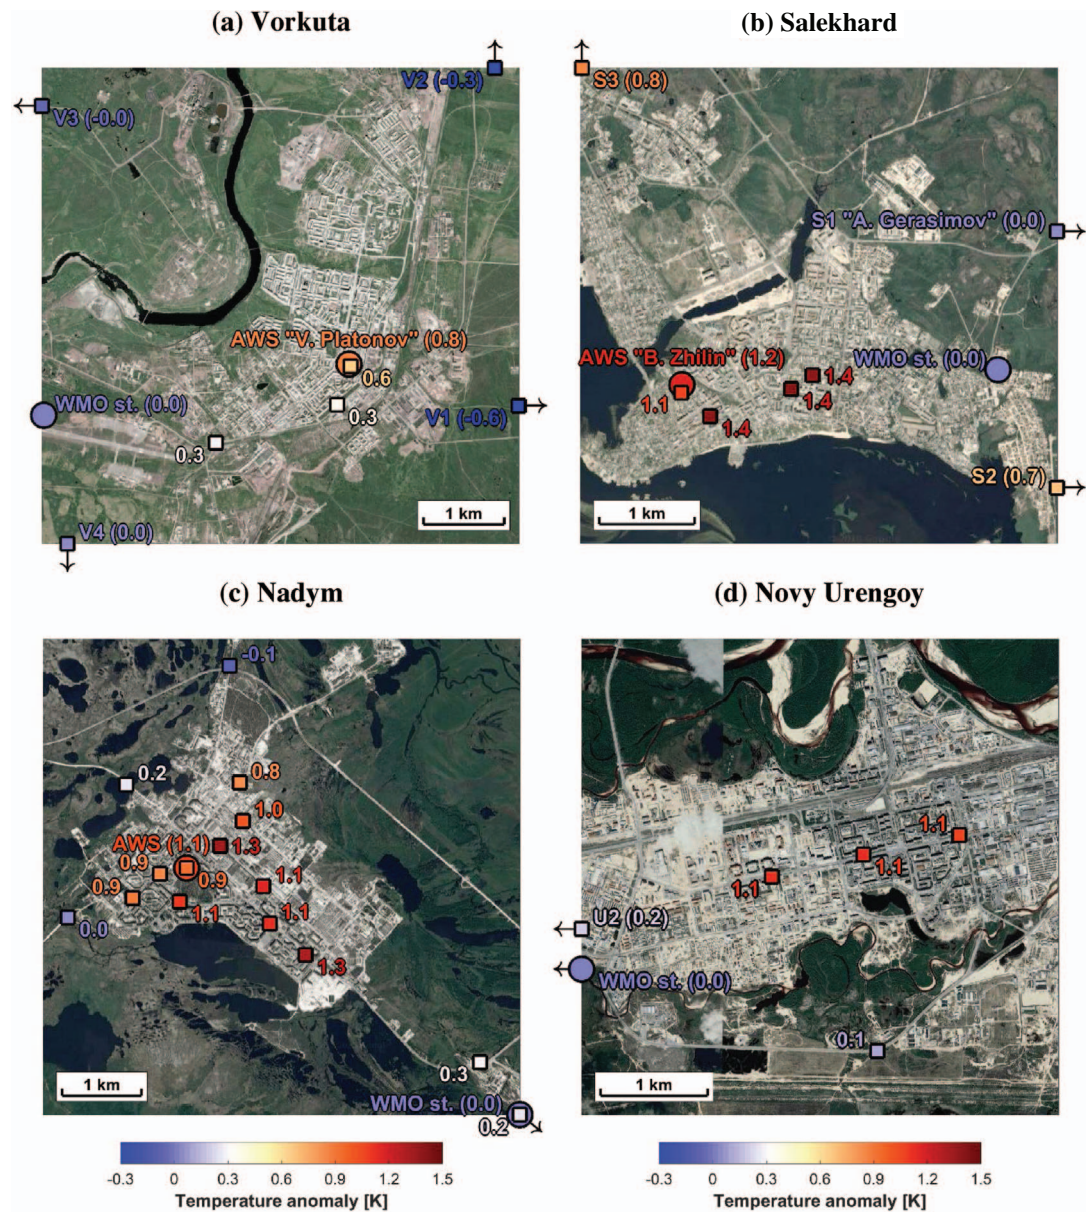 (a) Vorkuta
V2 (-0.3)
V3 (-0.0)
AWS "V. Platonov" (0.8)
0.6
WMO st. (0.0)
0.3
V1 (-0.6)
0.3
1 km
V4 (0.0)
(b) Salekhard
S3 (0.8)
S1 "A. Gerasimov" (0.0)
WMO st. (0.0)
AWS "B. Zhilin" (1.2)
1.4
1.1
1.4
1.4
S2 (0.7)
1 km
(c) Nadym
-0.1
0.2
0.8
1.0
AWS (1.1)
1.3
0.9
0.9
1.1
0.9
1.1
1.1
0.0
1.3
0.3
1 km
WMO st. (0.0)
0.2
(d) Novy Urengoy
1.1
1.1
1.1
U2 (0.2)
WMO st. (0.0)
0.1
1 km
-0.3 0 0.3 0.6 0.9 1.2 1.5
Temperature anomaly [K]
-0.3 0 0.3 0.6 0.9 1.2 1.5
Temperature anomaly [K]